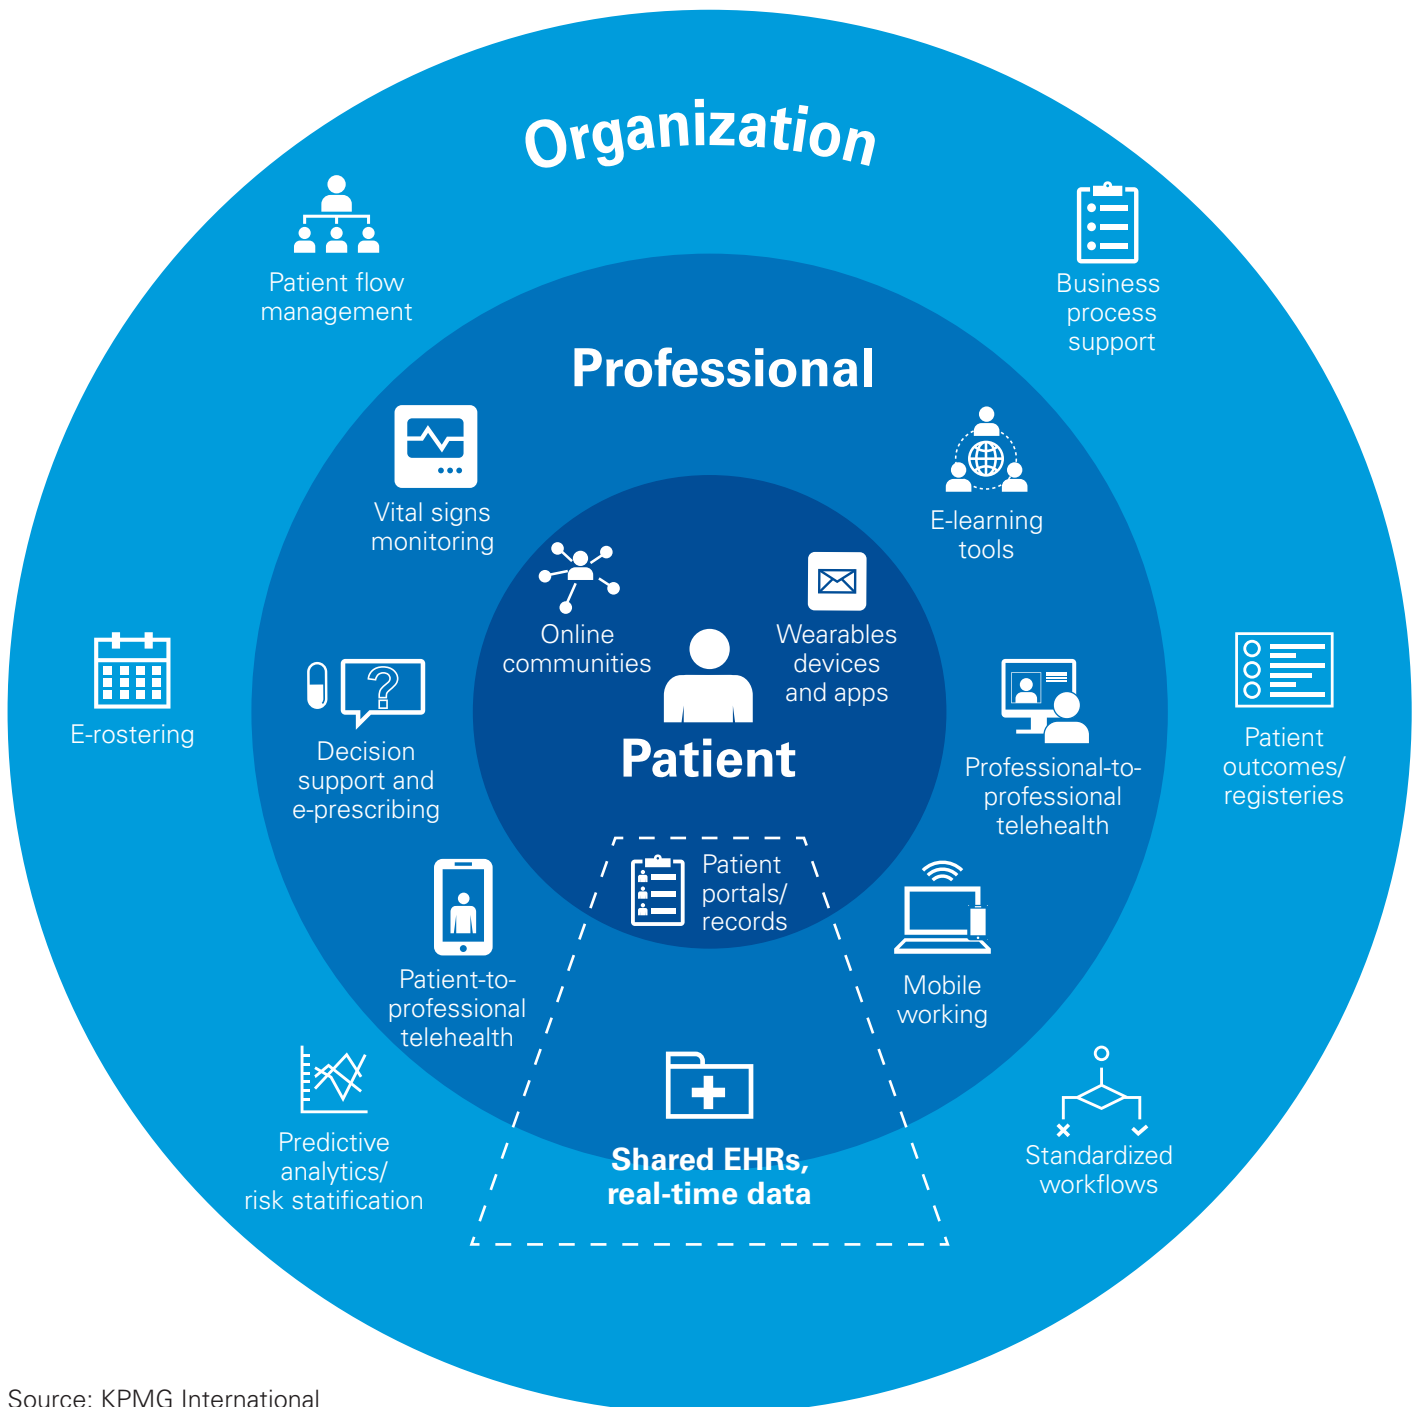 Organization
Patient flow
management
Business
process
support
Professional
Vital signs
monitoring
E-learning
tools
Online
communities
Wearables
devices
and apps
E-rostering
Decision
support and
e-prescribing
Patient
Professional-to-
professional
telehealth
Patient
outcomes/
registeries
Patient
portals/
records
Patient-to-
professional
telehealth
Mobile
working
Predictive
analytics/
risk statification
Shared EHRs,
real-time data
Standardized
workflows
Source: KPMG International